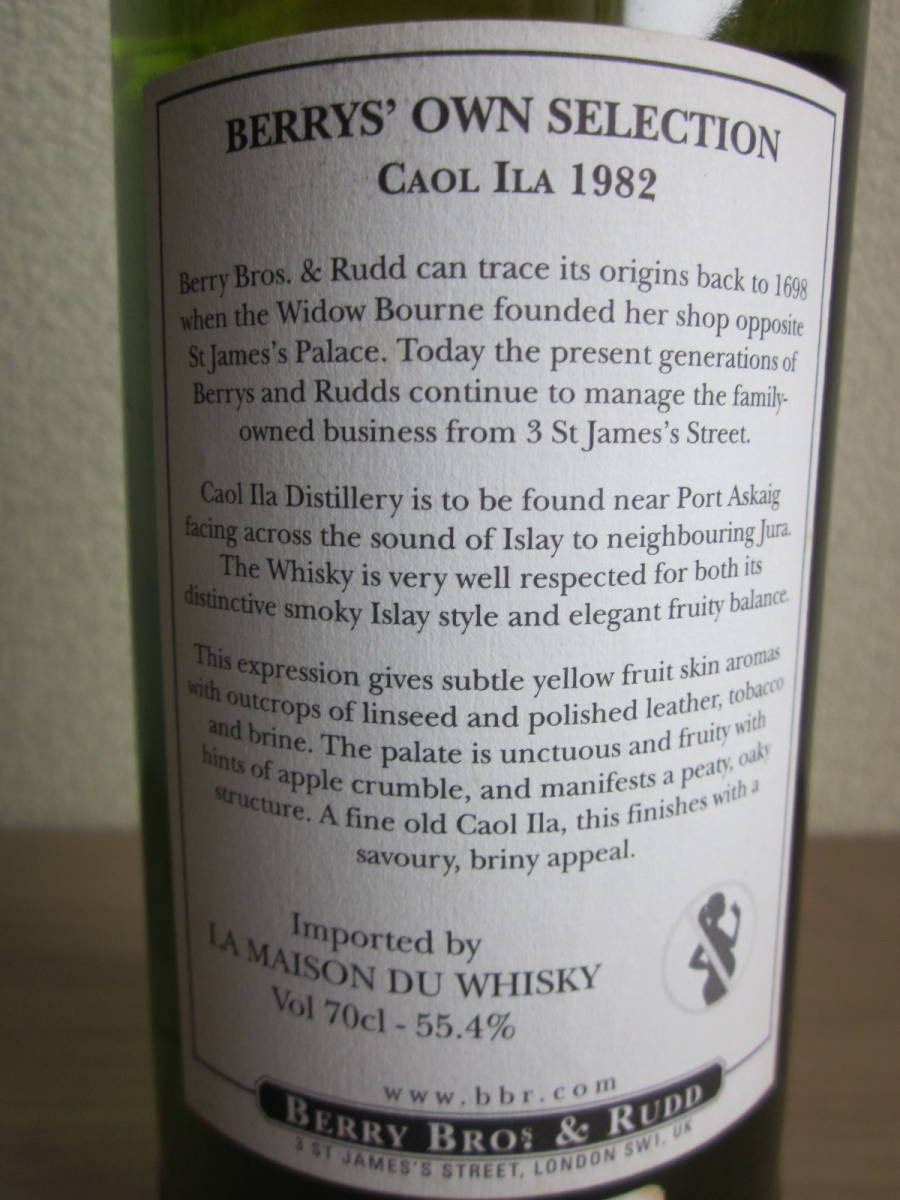 BERRYS' OWN SELECTION
CAOL ILA 1982
Berry Bros. & Rudd can trace its origins back to 1698
when the Widow Bourne founded her shop opposite
St James's Palace. Today the present generations of
Berrys and Rudds continue to manage the family-
owned business from 3 St James's Street.
Caol Ila Distillery is to be found near Port Askaig
facing across the sound of Islay to neighbouring Jura.
The Whisky is very well respected for both its
distinctive smoky Islay style and elegant fruity balance.
This expression gives subtle yellow fruit skin aromas
with outcrops of linseed and polished leather, tobacco
and brine. The palate is unctuous and fruity with
hints of apple crumble, and manifests a peaty, oaky
structure. A fine old Caol Ila, this finishes with a
savoury, briny appeal.
Imported by
LA MAISON DU WHISKY
Vol 70cl - 55.4%
www.bbr.com
BERRY BROS. & RUDD
3 ST JAMES'S STREET, LONDON SW1, UK